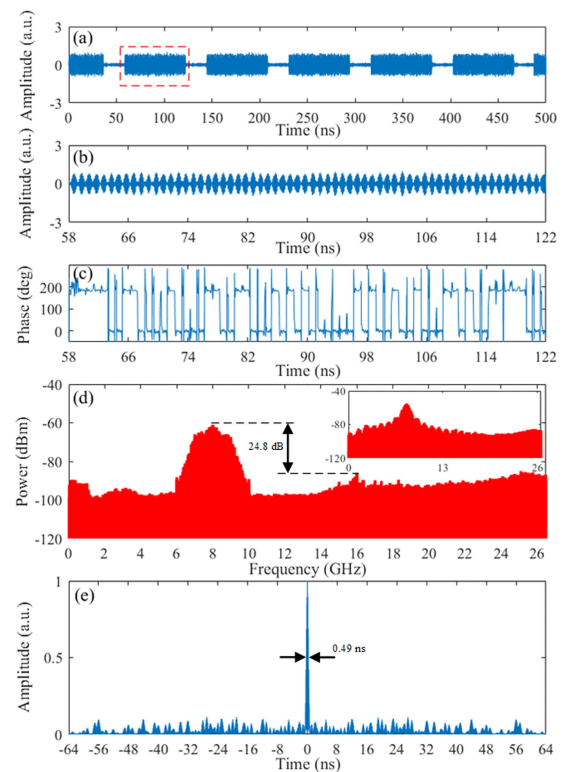 (a)
Amplitude (a.u.)
3
0
-3
0 50 100 150 200 250 300 350 400 450 500
Time (ns)
(b)
Amplitude (a.u.)
3
0
-3
58 66 74 82 90 98 106 114 122
Time (ns)
(c)
Phase (deg)
200
100
0
58 66 74 82 90 98 106 114 122
Time (ns)
(d)
Power (dBm)
-40
-60
-80
-100
-120
24.8 dB
-40
-80
-120
0 13 26
0 2 4 6 8 10 12 14 16 18 20 22 24 26
Frequency (GHz)
(e)
Amplitude (a.u.)
1
0.5
0
0.49 ns
-64 -56 -48 -40 -32 -24 -16 -8 0 8 16 24 32 40 48 56 64
Time (ns)